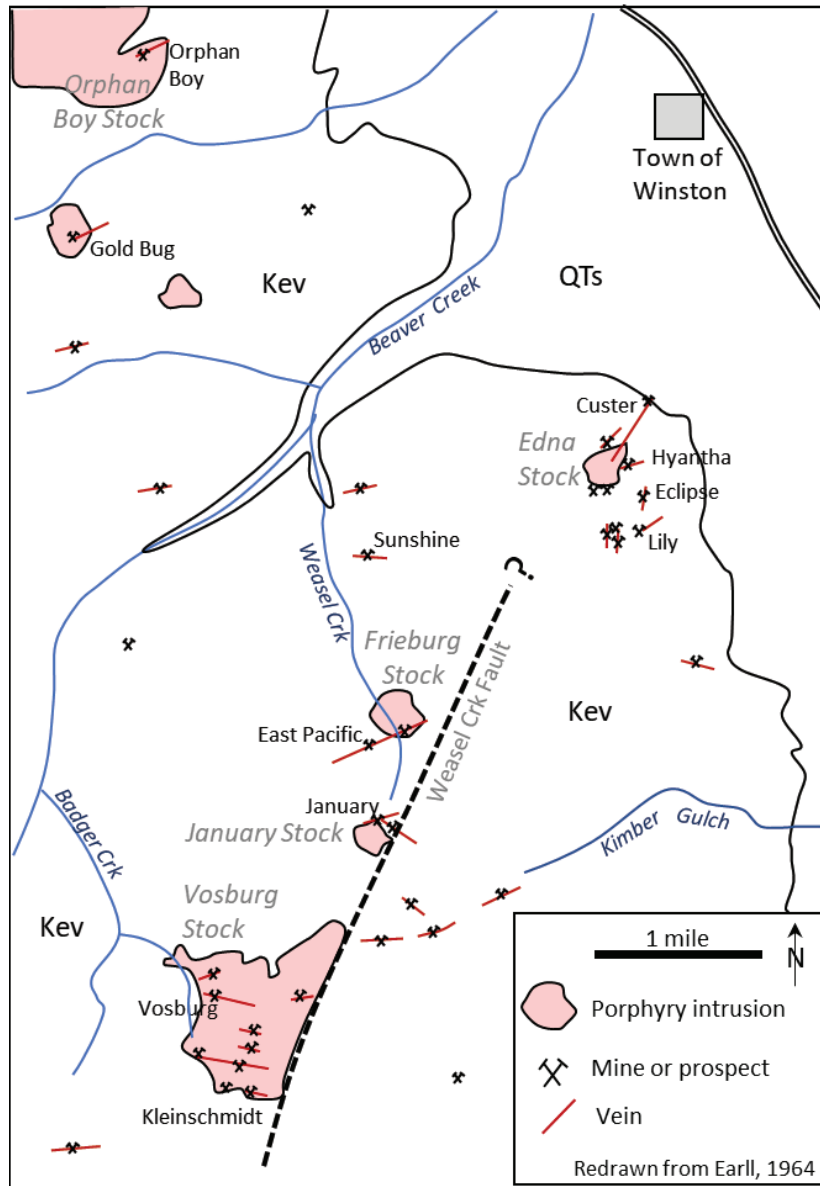 Orphan
Boy
Orphan
Boy Stock
Town of
Winston
Gold Bug
Kev
QTs
Beaver Creek
Custer
Edna
Stock
Hyantha
Eclipse
Lily
Sunshine
Weasel Crk
?
Frieburg
Stock
Weasel Crk Fault
Kev
East Pacific
January
January Stock
Kimber Gulch
Badger Crk
Vosburg
Stock
Kev
Vosburg
Kleinschmidt
1 mile
N
Porphyry intrusion
Mine or prospect
Vein
Redrawn from Earll, 1964